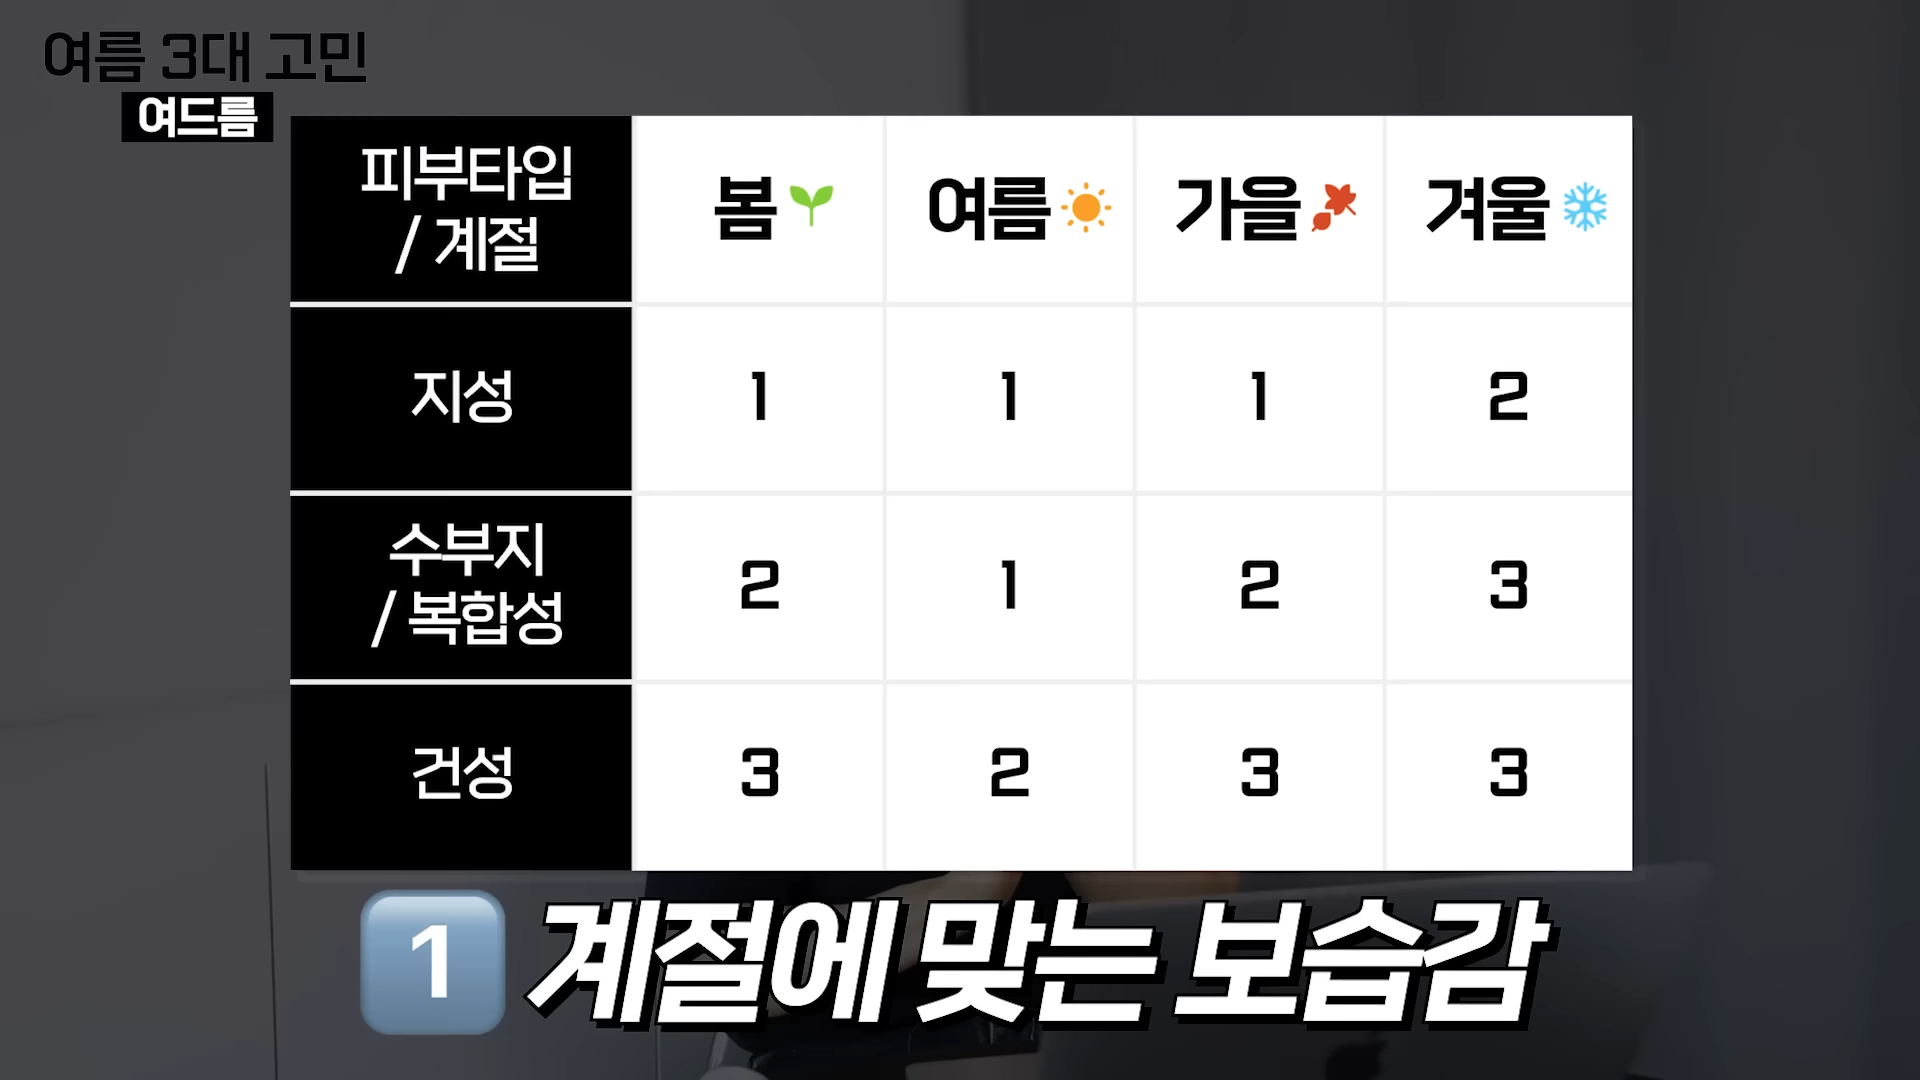 여름 3대 고민
여드름
피부타입
/ 계절
봄 여름 가을 겨울
지성 1 1 1 2
수부지
/ 복합성
2 1 2 3
건성 3 2 3 3
1 계절에 맞는 보습감